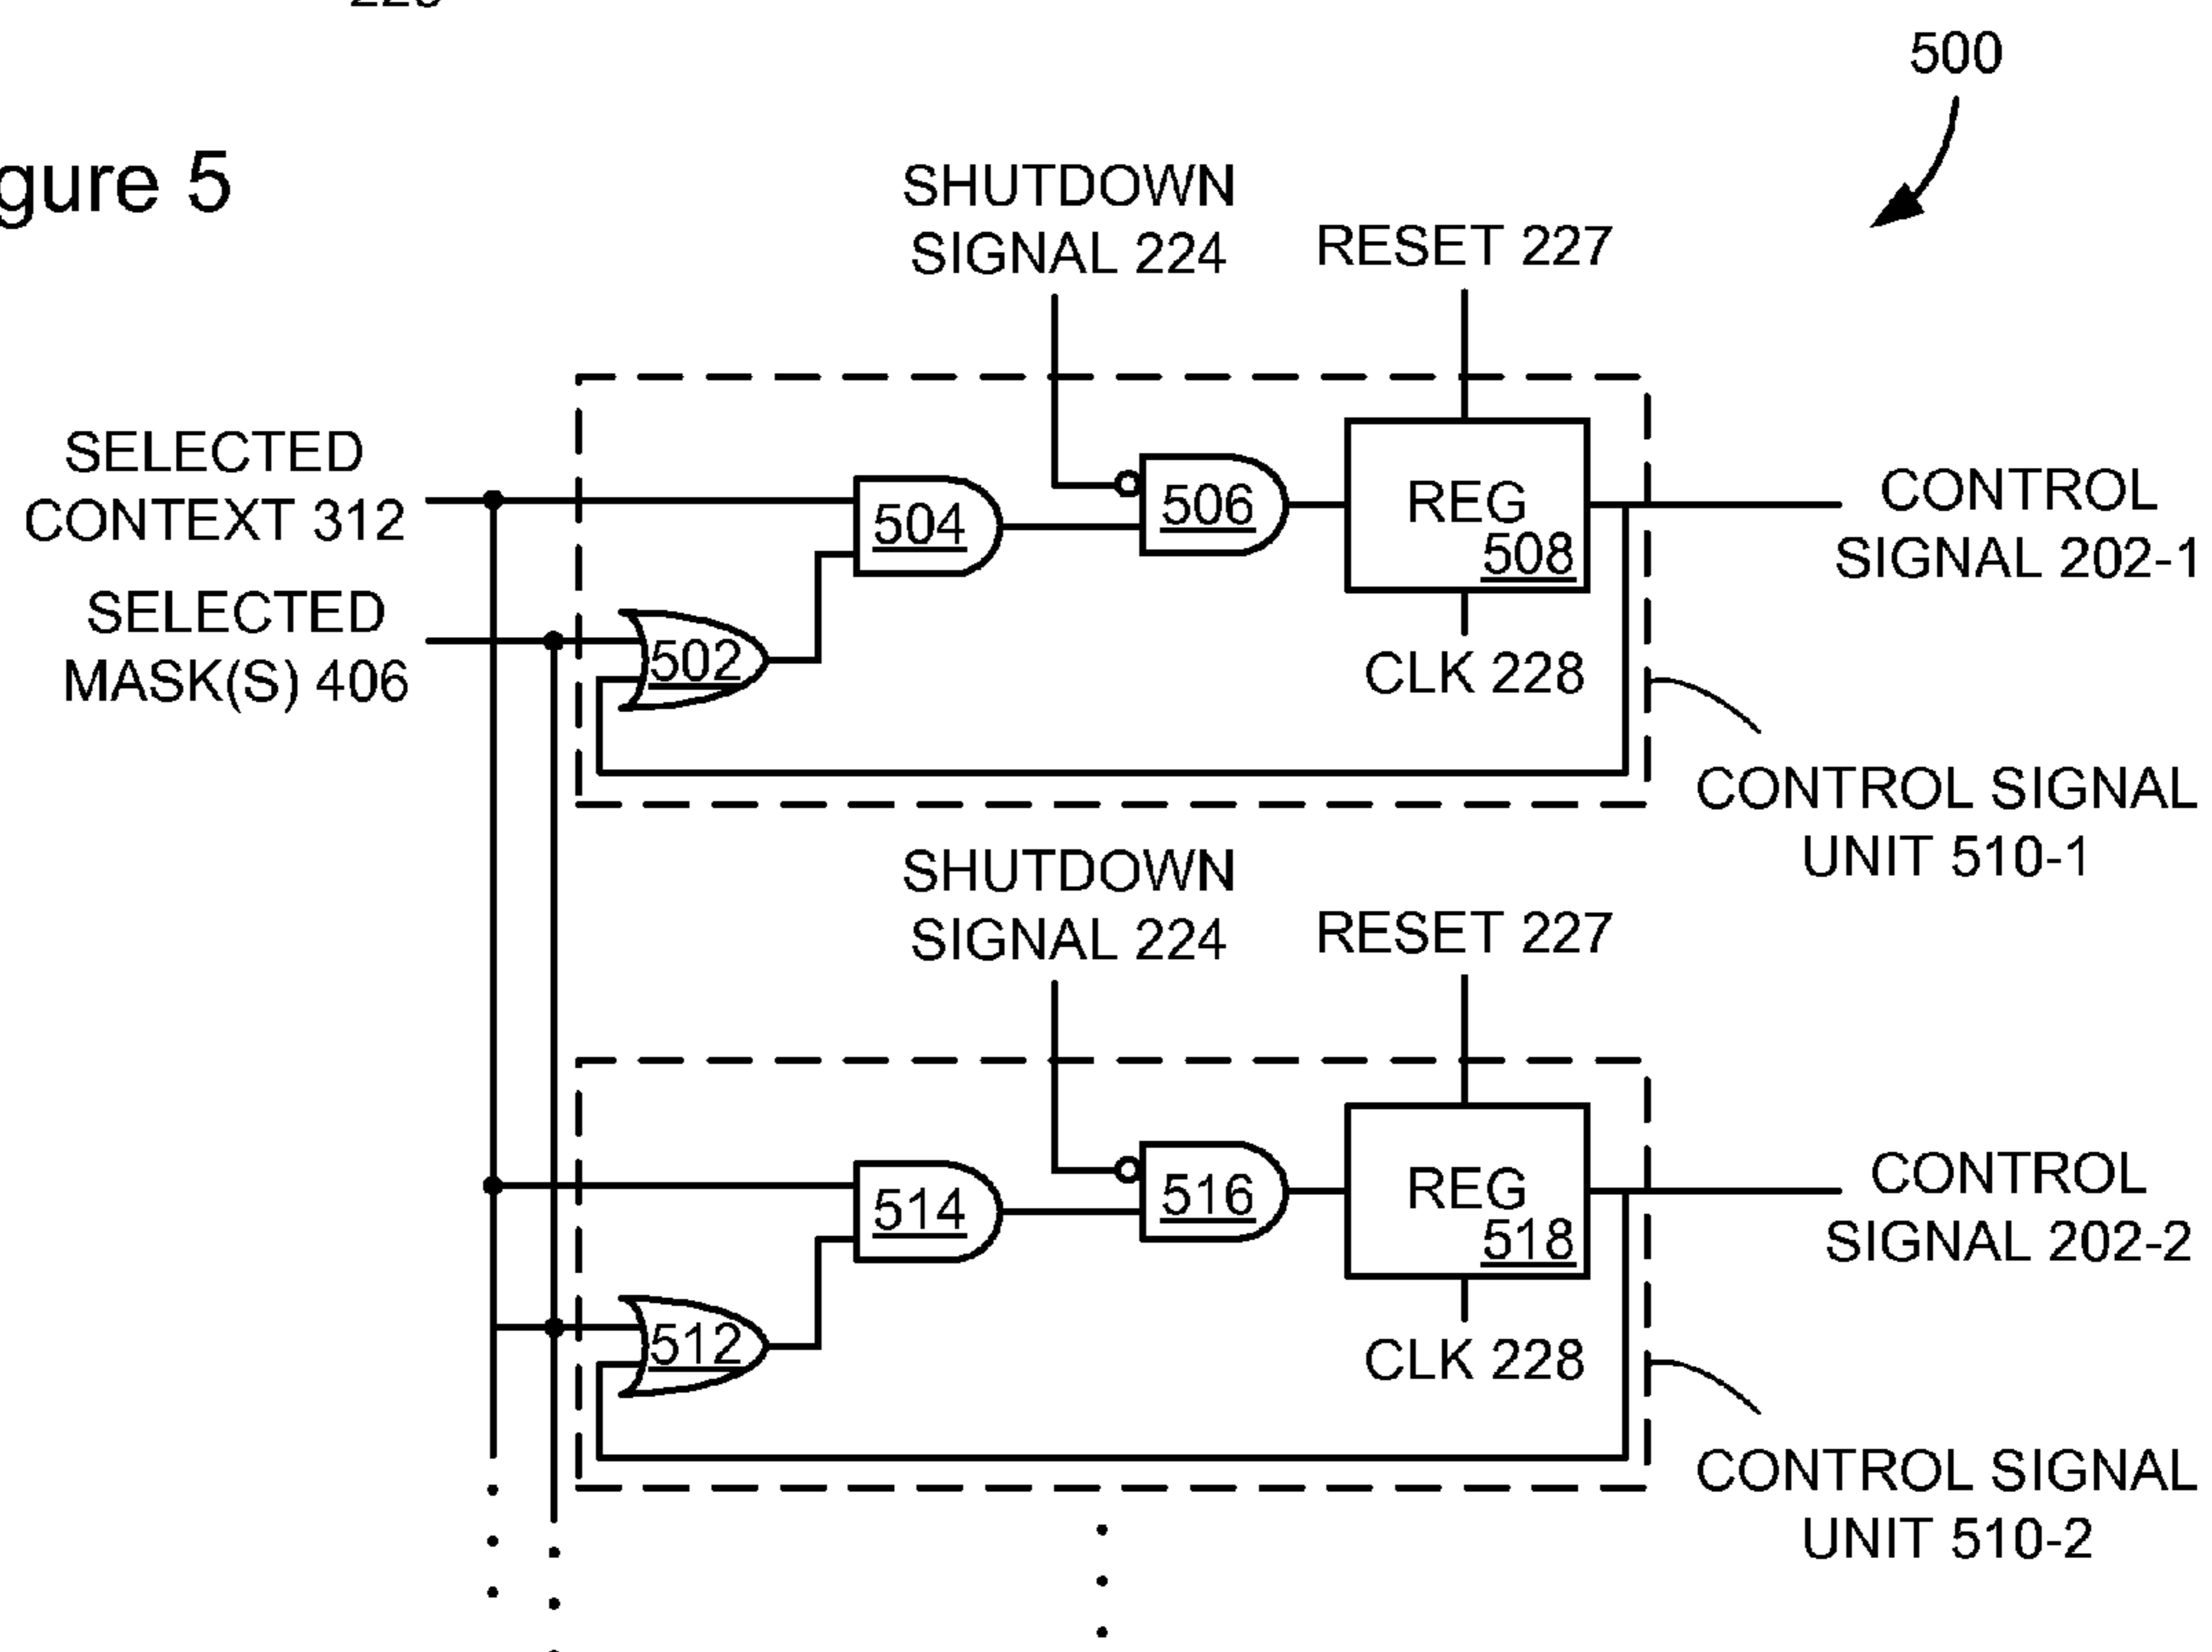 500
gure 5
SHUTDOWN
SIGNAL 224
RESET 227
SELECTED
CONTEXT 312
504
506
REG
508
CONTROL
SIGNAL 202-1
SELECTED
MASK(S) 406
502
CLK 228
CONTROL SIGNAL
UNIT 510-1
SHUTDOWN
SIGNAL 224
RESET 227
514
516
REG
518
CONTROL
SIGNAL 202-2
512
CLK 228
CONTROL SIGNAL
UNIT 510-2